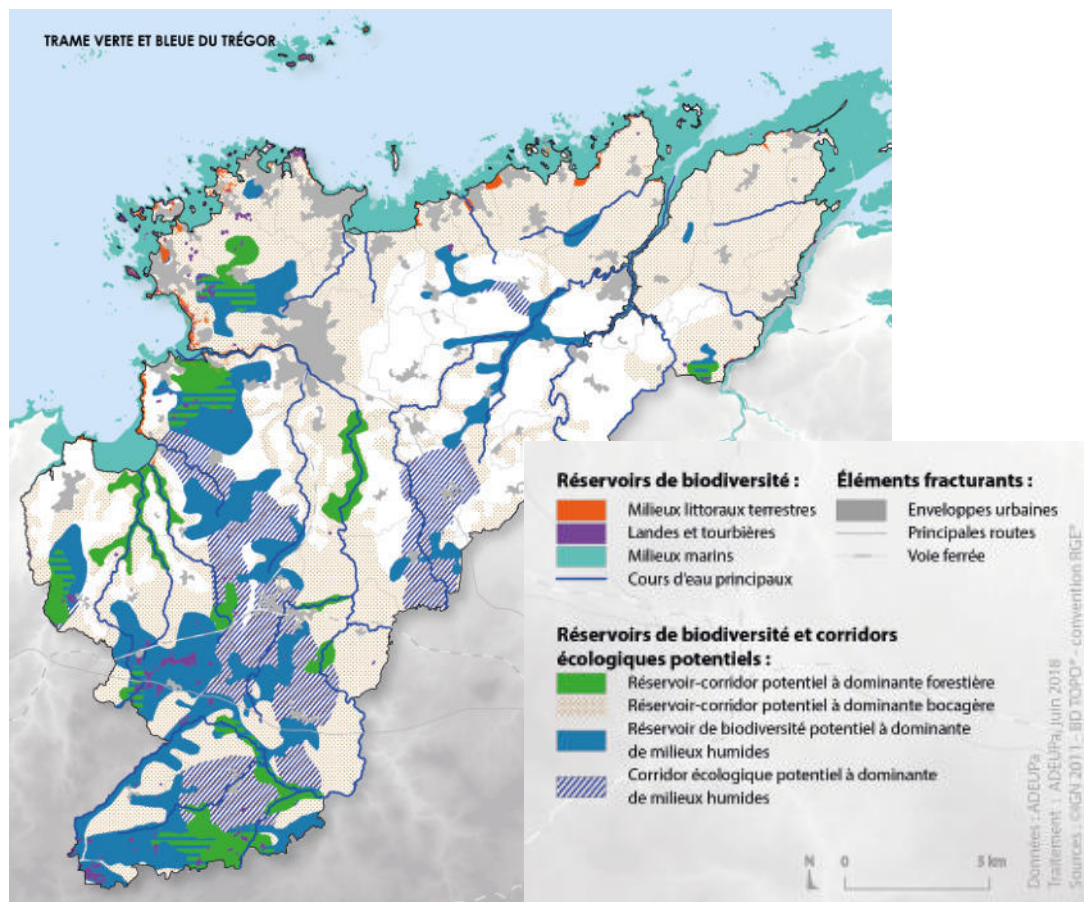 TRAME VERTE ET BLEUE DU TRÉGOR
Réservoirs de biodiversité :
Milieux littoraux terrestres
Landes et tourbières
Milieux marins
Cours d'eau principaux
Éléments fracturants :
Enveloppes urbaines
Principales routes
Voie ferrée
Réservoirs de biodiversité et corridors
écologiques potentiels :
Réservoir-corridor potentiel à dominante forestière
Réservoir-corridor potentiel à dominante bocagère
Réservoir de biodiversité potentiel à dominante
de milieux humides
Corridor écologique potentiel à dominante
de milieux humides
N 0 5 km
Données : ADEUPa
Traitement : ADEUPa, juin 2018
Sources : ©IGN 2011 - BD TOPO® - convention RGE®